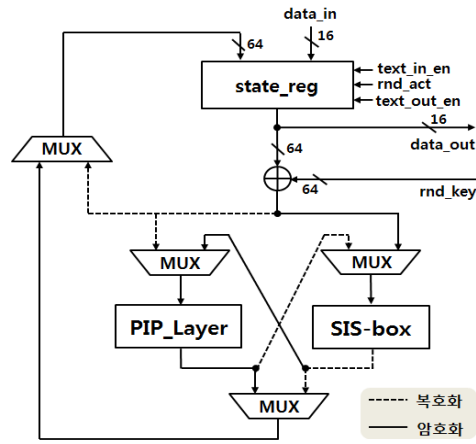 data_in
64
16
state_reg
text_in_en
rnd_act
text_out_en
16
data_out
MUX
64
64
rnd_key
MUX
MUX
PIP_Layer
SIS-box
MUX
복호화
암호화